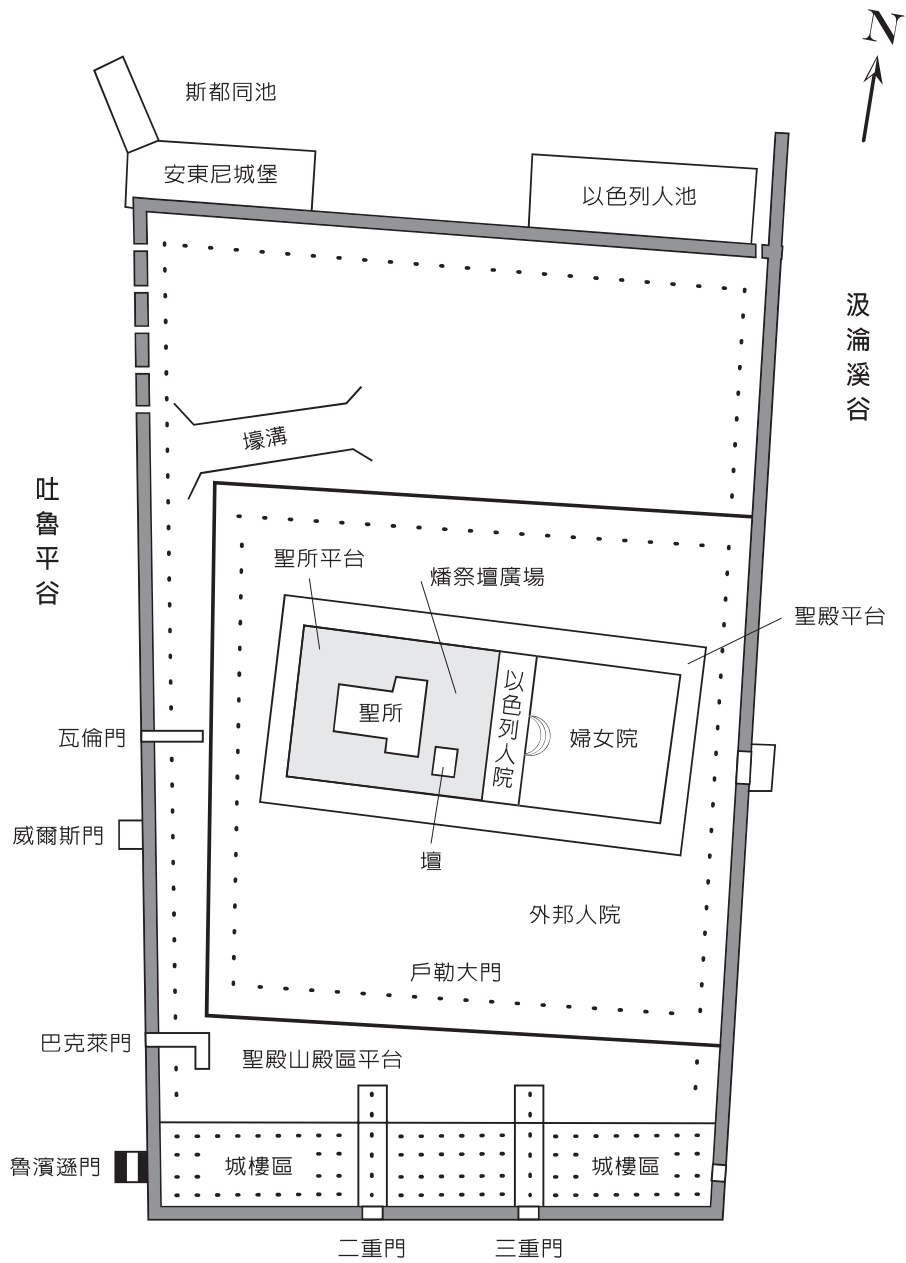 N
斯都同池
安東尼城堡
以色列人池
汲淪溪谷
壕溝
吐魯平谷
聖所平台
燔祭壇廣場
聖殿平台
以色列人院
聖所
婦女院
瓦倫門
威爾斯門
壇
外邦人院
戶勒大門
巴克萊門
聖殿山殿區平台
魯濱遜門
城樓區
城樓區
二重門
三重門